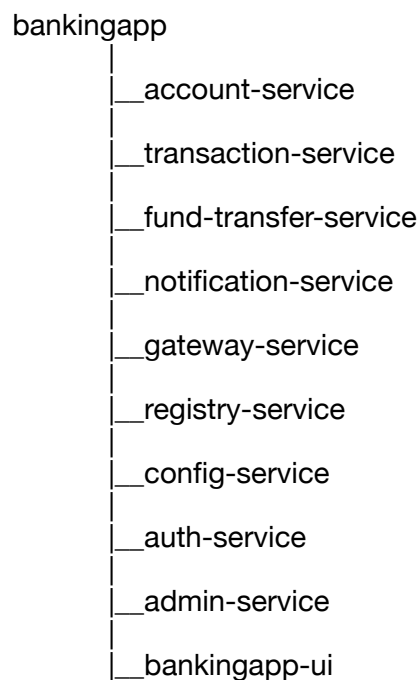 bankingapp
|
|__account-service
|
|__transaction-service
|
|__fund-transfer-service
|
|__notification-service
|
|__gateway-service
|
|__registry-service
|
|__config-service
|
|__auth-service
|
|__admin-service
|
|__bankingapp-ui